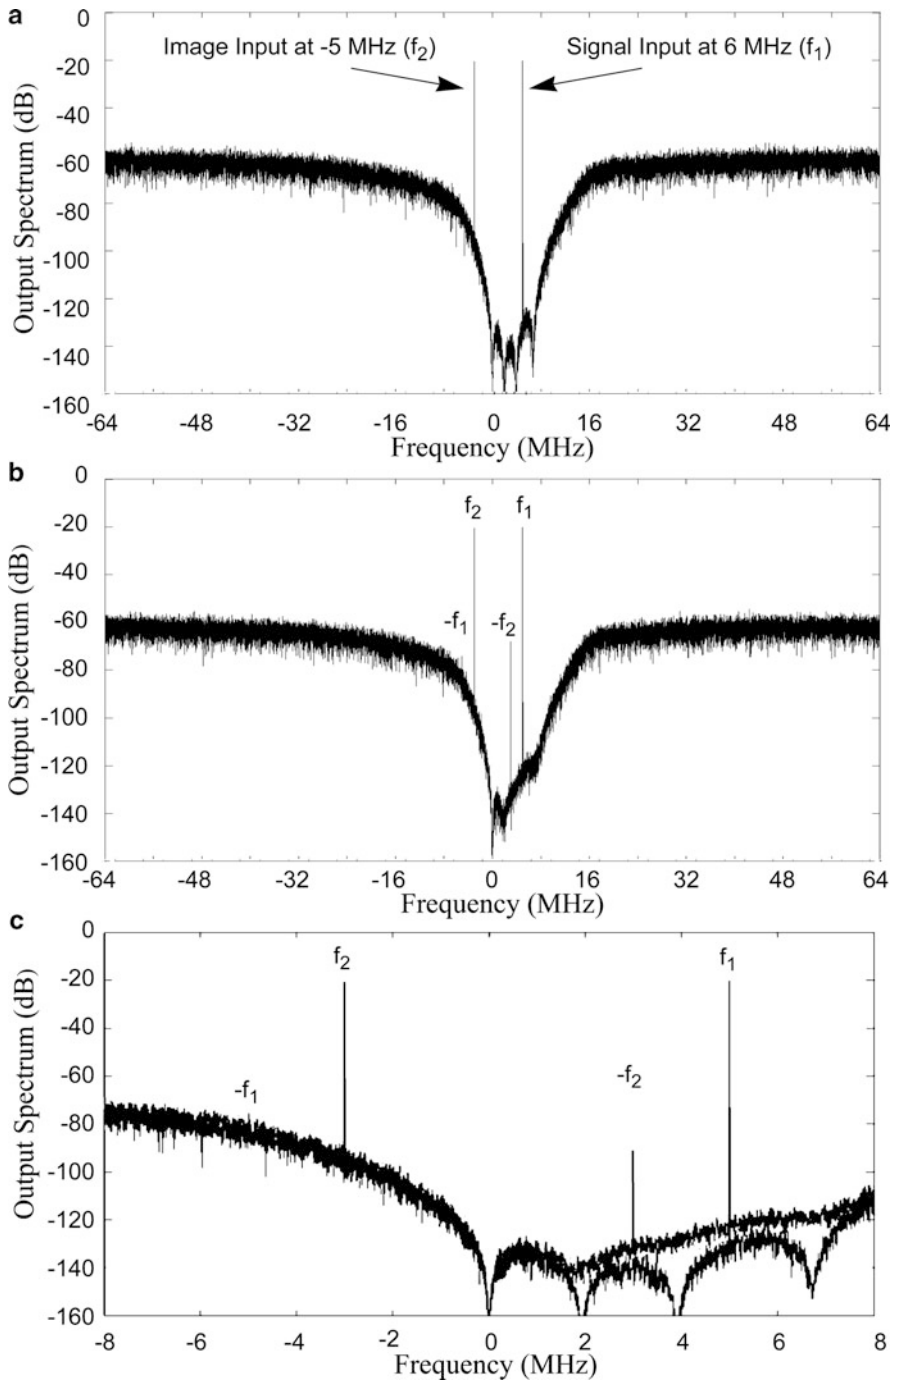 a
Image Input at -5 MHz (f2)
Signal Input at 6 MHz (f1)
Output Spectrum (dB)
0
-20
-40
-60
-80
-100
-120
-140
-160
-64 -48 -32 -16 0 16 32 48 64
Frequency (MHz)
b
f2 f1
-f1 -f2
Output Spectrum (dB)
0
-20
-40
-60
-80
-100
-120
-140
-160
-64 -48 -32 -16 0 16 32 48 64
Frequency (MHz)
c
f2 f1
-f1 -f2
Output Spectrum (dB)
0
-20
-40
-60
-80
-100
-120
-140
-160
-8 -6 -4 -2 0 2 4 6 8
Frequency (MHz)